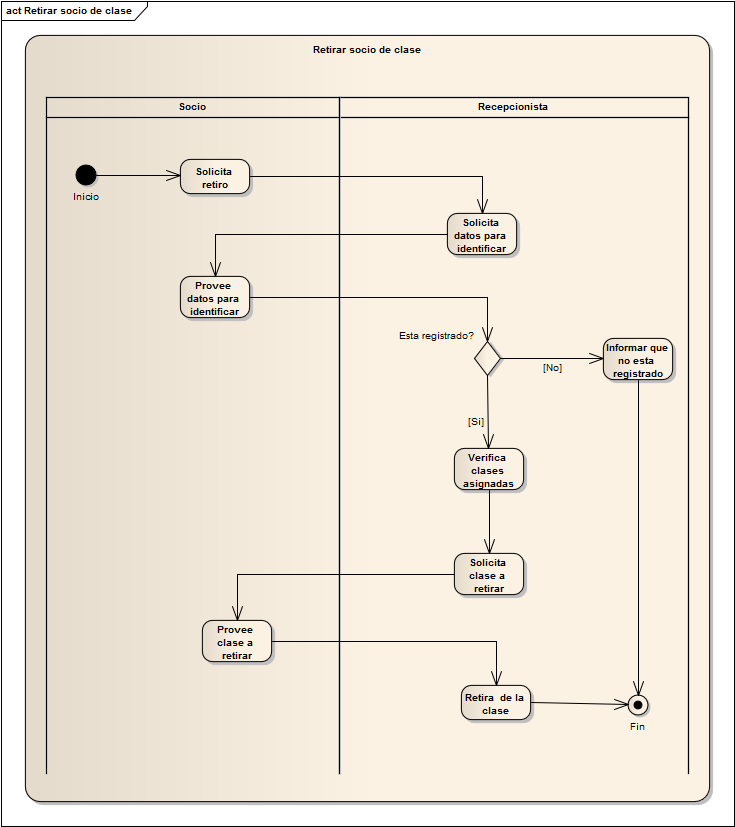 act Retirar socio de clase
Retirar socio de clase
Socio
Recepcionista
Inicio
Solicita
retiro
Solicita
datos para
identificar
Provee
datos para
identificar
Esta registrado?
[No]
Informar que
no esta
registrado
[Si]
Verifica
clases
asignadas
Solicita
clase a
retirar
Provee
clase a
retirar
Retira de la
clase
Fin